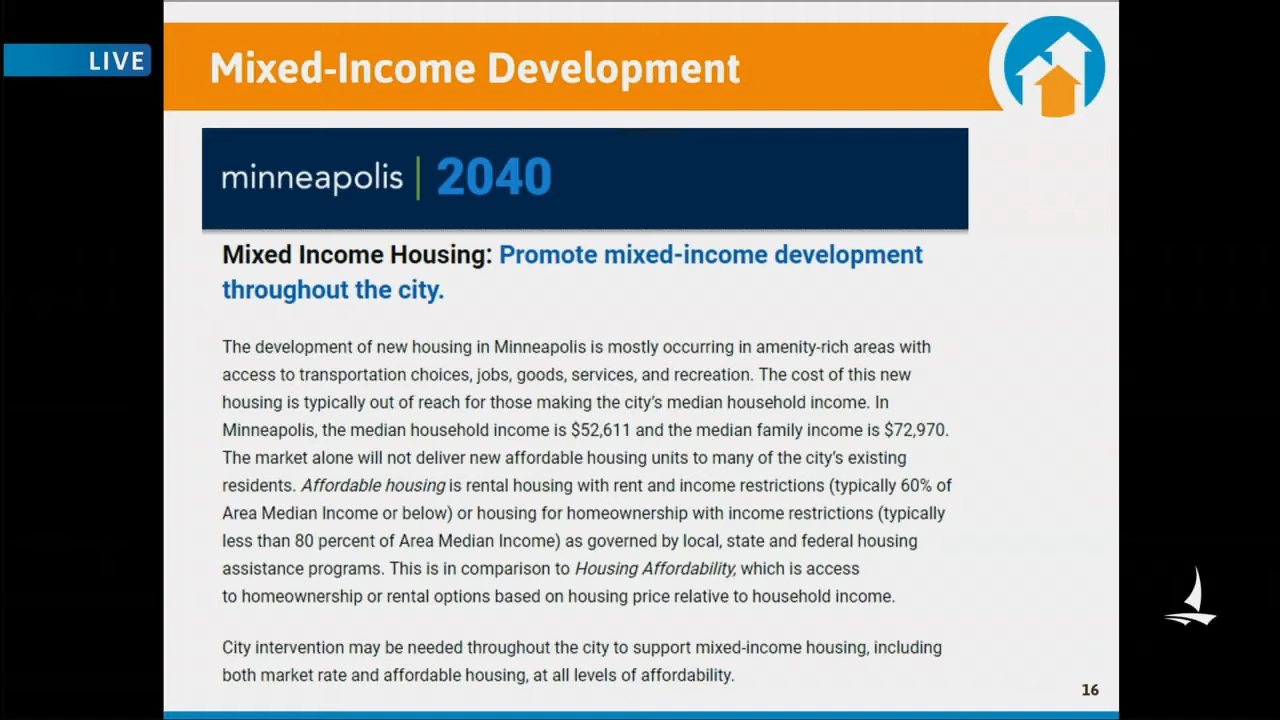 LIVE
Mixed-Income Development
minneapolis | 2040
Mixed Income Housing: Promote mixed-income development
throughout the city.
The development of new housing in Minneapolis is mostly occurring in amenity-rich areas with
access to transportation choices, jobs, goods, services, and recreation. The cost of this new
housing is typically out of reach for those making the city's median household income. In
Minneapolis, the median household income is $52,611 and the median family income is $72,970.
The market alone will not deliver new affordable housing units to many of the city's existing
residents. Affordable housing is rental housing with rent and income restrictions (typically 60% of
Area Median Income or below) or housing for homeownership with income restrictions (typically
less than 80 percent of Area Median Income) as governed by local, state and federal housing
assistance programs. This is in comparison to Housing Affordability, which is access
to homeownership or rental options based on housing price relative to household income.
City intervention may be needed throughout the city to support mixed-income housing, including
both market rate and affordable housing, at all levels of affordability.
16